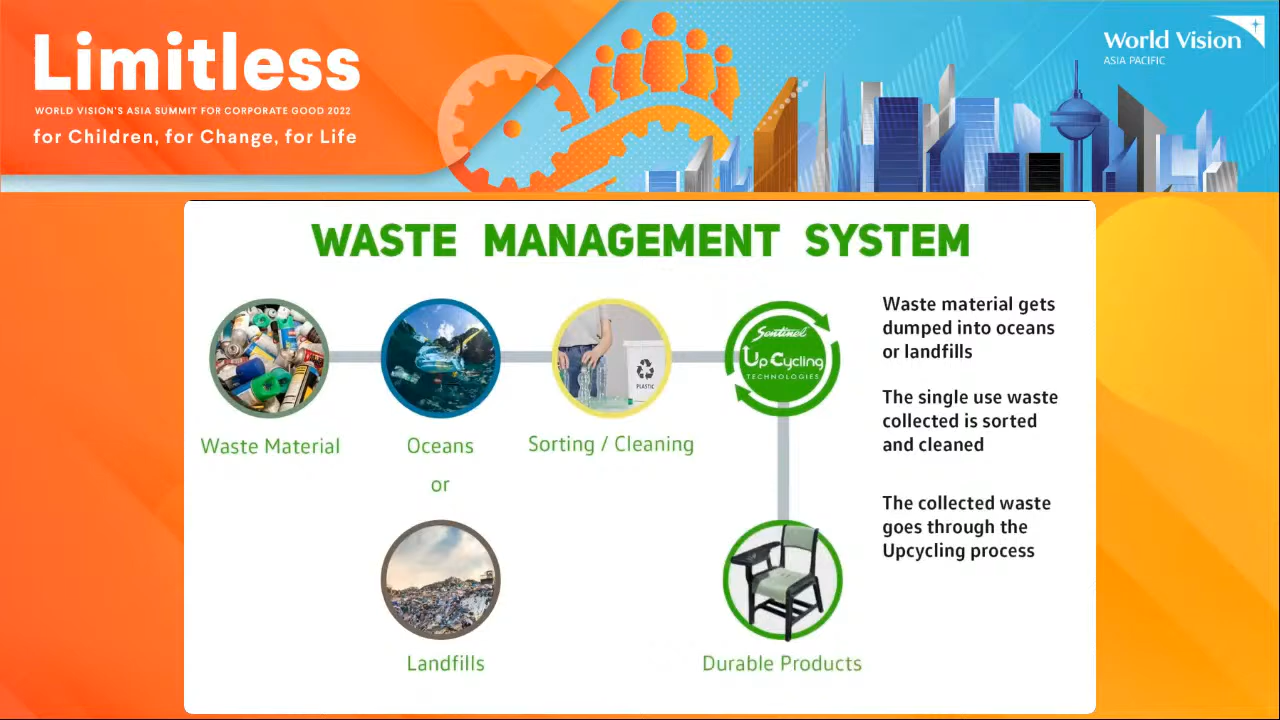 Limitless
WORLD VISION'S ASIA SUMMIT FOR CORPORATE GOOD 2022
for Children, for Change, for Life
World Vision
ASIA PACIFIC
WASTE MANAGEMENT SYSTEM
Waste Material
Oceans
or
Landfills
PLASTIC
Sorting / Cleaning
Sentinel
UpCycling
TECHNOLOGIES
Durable Products
Waste material gets
dumped into oceans
or landfills
The single use waste
collected is sorted
and cleaned
The collected waste
goes through the
Upcycling process